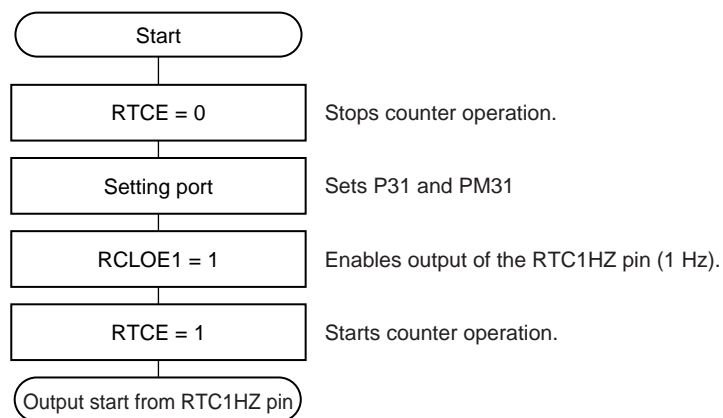 Start
RTCE = 0
Stops counter operation.
Setting port
Sets P31 and PM31
RCLOE1 = 1
Enables output of the RTC1HZ pin (1 Hz).
RTCE = 1
Starts counter operation.
Output start from RTC1HZ pin